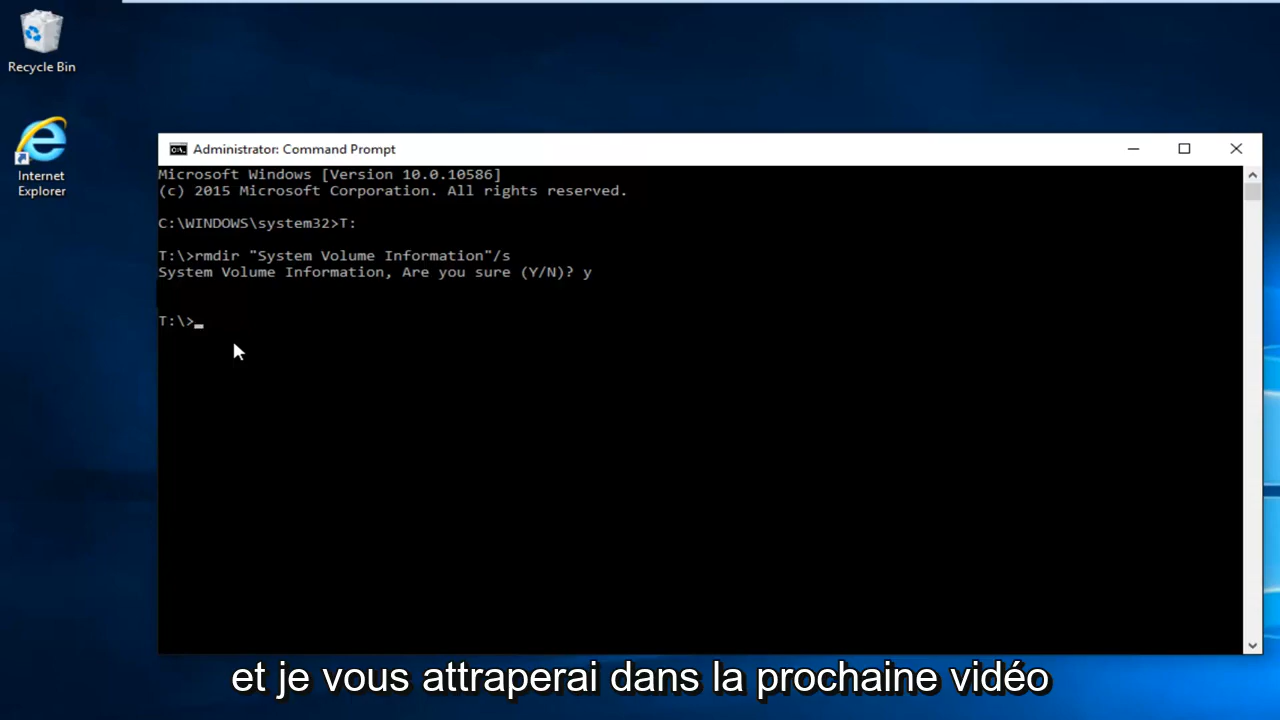 Recycle Bin
Internet
Explorer
Administrator: Command Prompt
Microsoft Windows [Version 10.0.10586]
(c) 2015 Microsoft Corporation. All rights reserved.
C:\WINDOWS\system32>T:
T:\>rmdir "System Volume Information"/s
System Volume Information, Are you sure (Y/N)? y
T:\>_
et je vous attraperai dans la prochaine vidéo